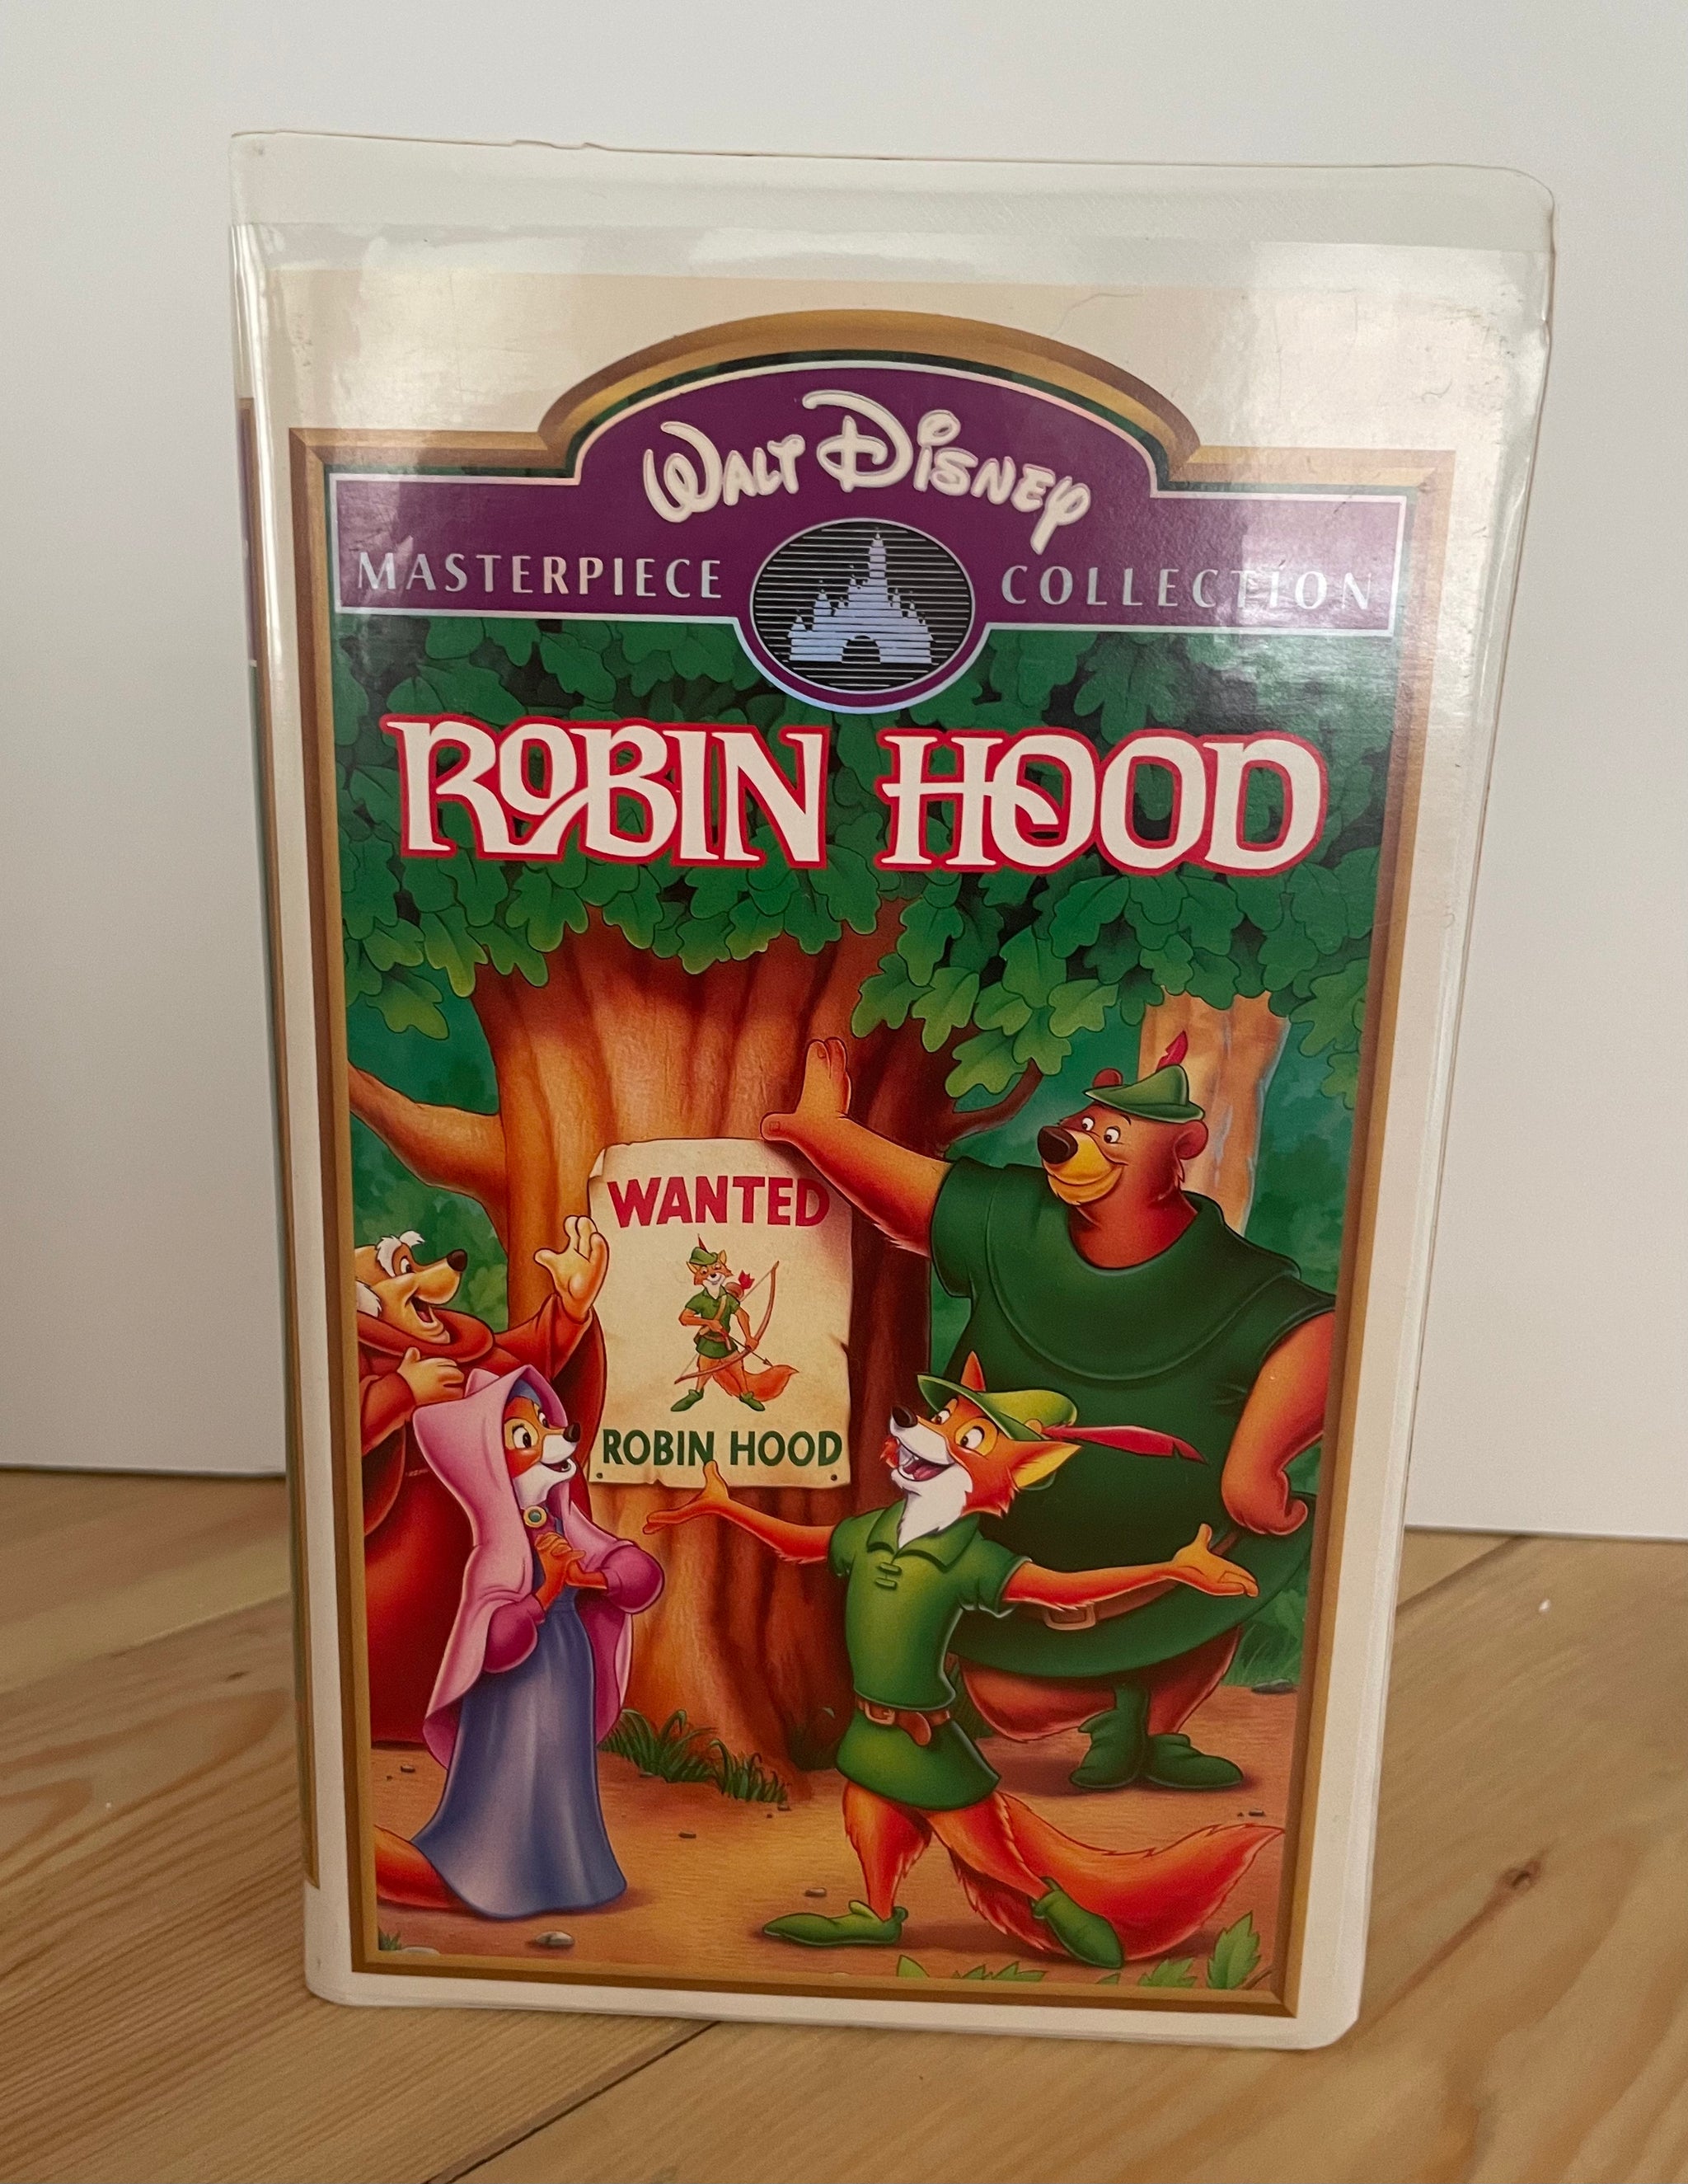 WALT DISNEY
MASTERPIECE COLLECTION
ROBIN HOOD
WANTED
ROBIN HOOD